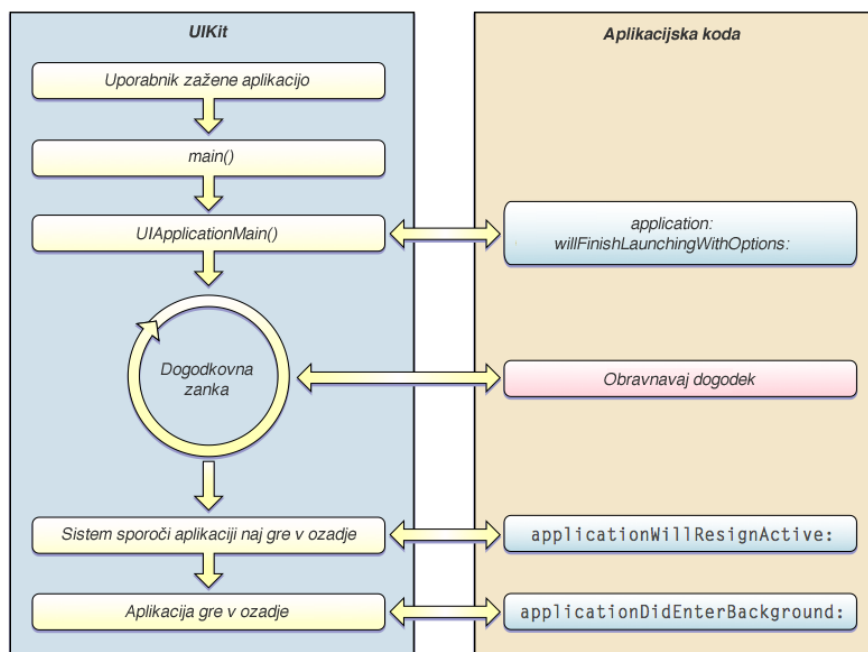 UIKit
Aplikacijska koda
Uporabnik zažene aplikacijo
main()
UIApplicationMain()
application:
willFinishLaunchingWithOptions:
Dogodkovna
zanka
Obravnavaj dogodek
Sistem sporoči aplikaciji naj gre v ozadje
applicationWillResignActive:
Aplikacija gre v ozadje
applicationDidEnterBackground: